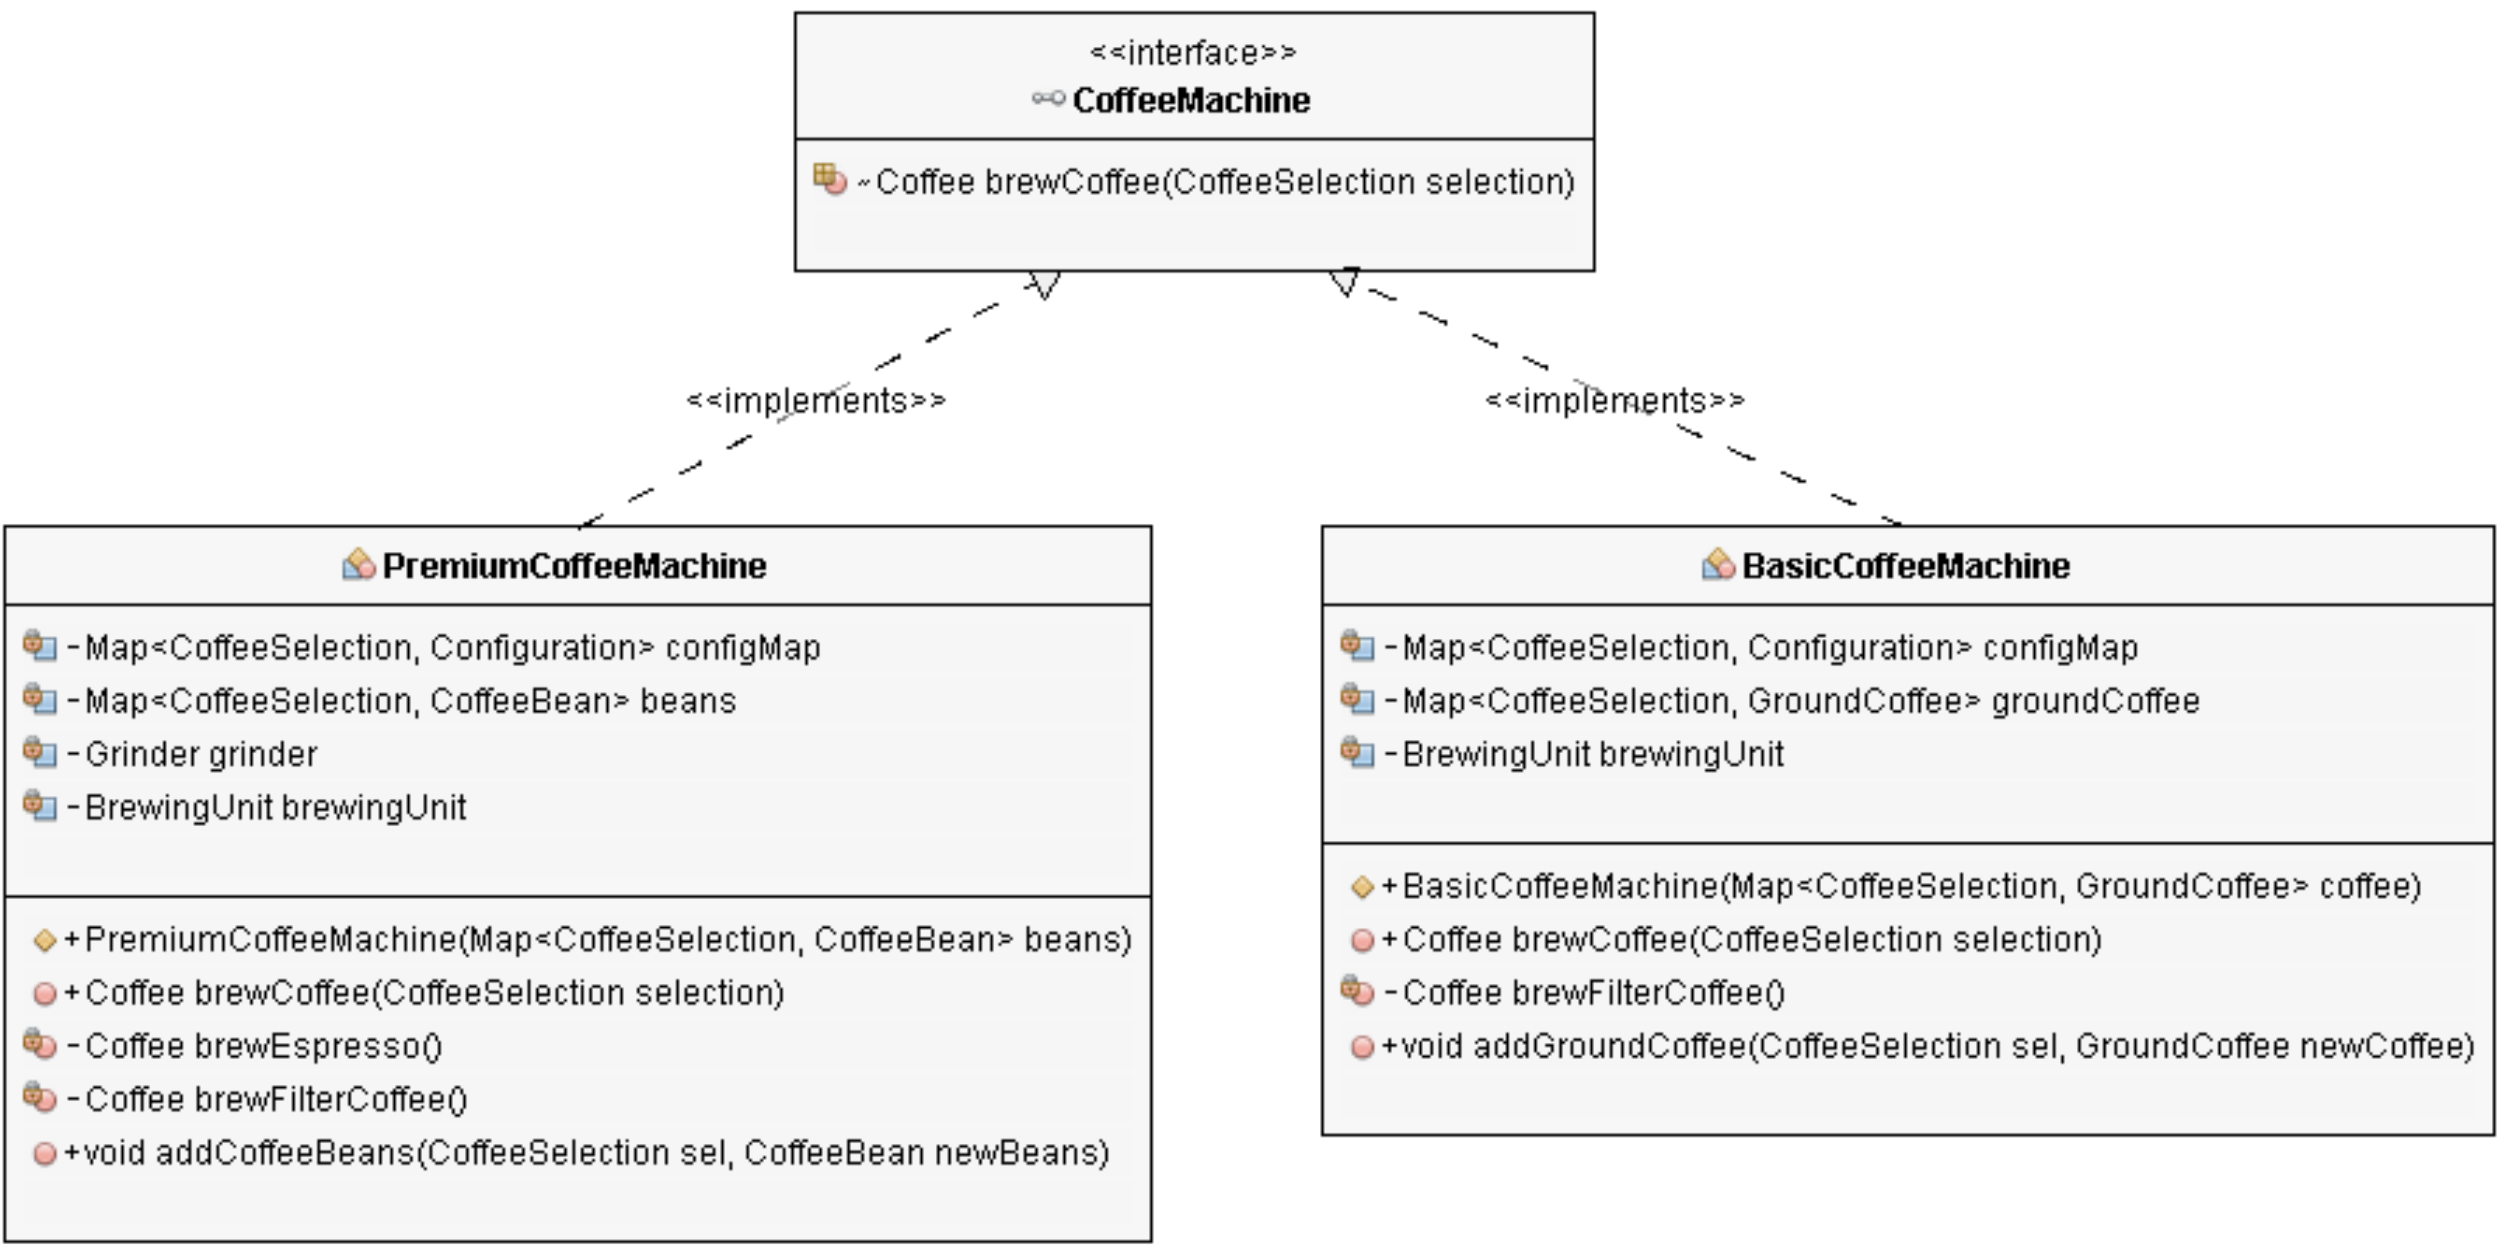 <<interface>>
CoffeeMachine
~Coffee brewCoffee(CoffeeSelection selection)
<<implements>>
<<implements>>
PremiumCoffeeMachine
-Map<CoffeeSelection, Configuration> configMap
-Map<CoffeeSelection, CoffeeBean> beans
-Grinder grinder
-BrewingUnit brewingUnit
+PremiumCoffeeMachine(Map<CoffeeSelection, CoffeeBean> beans)
+Coffee brewCoffee(CoffeeSelection selection)
-Coffee brewEspresso()
-Coffee brewFilterCoffee()
+void addCoffeeBeans(CoffeeSelection sel, CoffeeBean newBeans)
BasicCoffeeMachine
-Map<CoffeeSelection, Configuration> configMap
-Map<CoffeeSelection, GroundCoffee> groundCoffee
-BrewingUnit brewingUnit
+BasicCoffeeMachine(Map<CoffeeSelection, GroundCoffee> coffee)
+Coffee brewCoffee(CoffeeSelection selection)
-Coffee brewFilterCoffee()
+void addGroundCoffee(CoffeeSelection sel, GroundCoffee newCoffee)